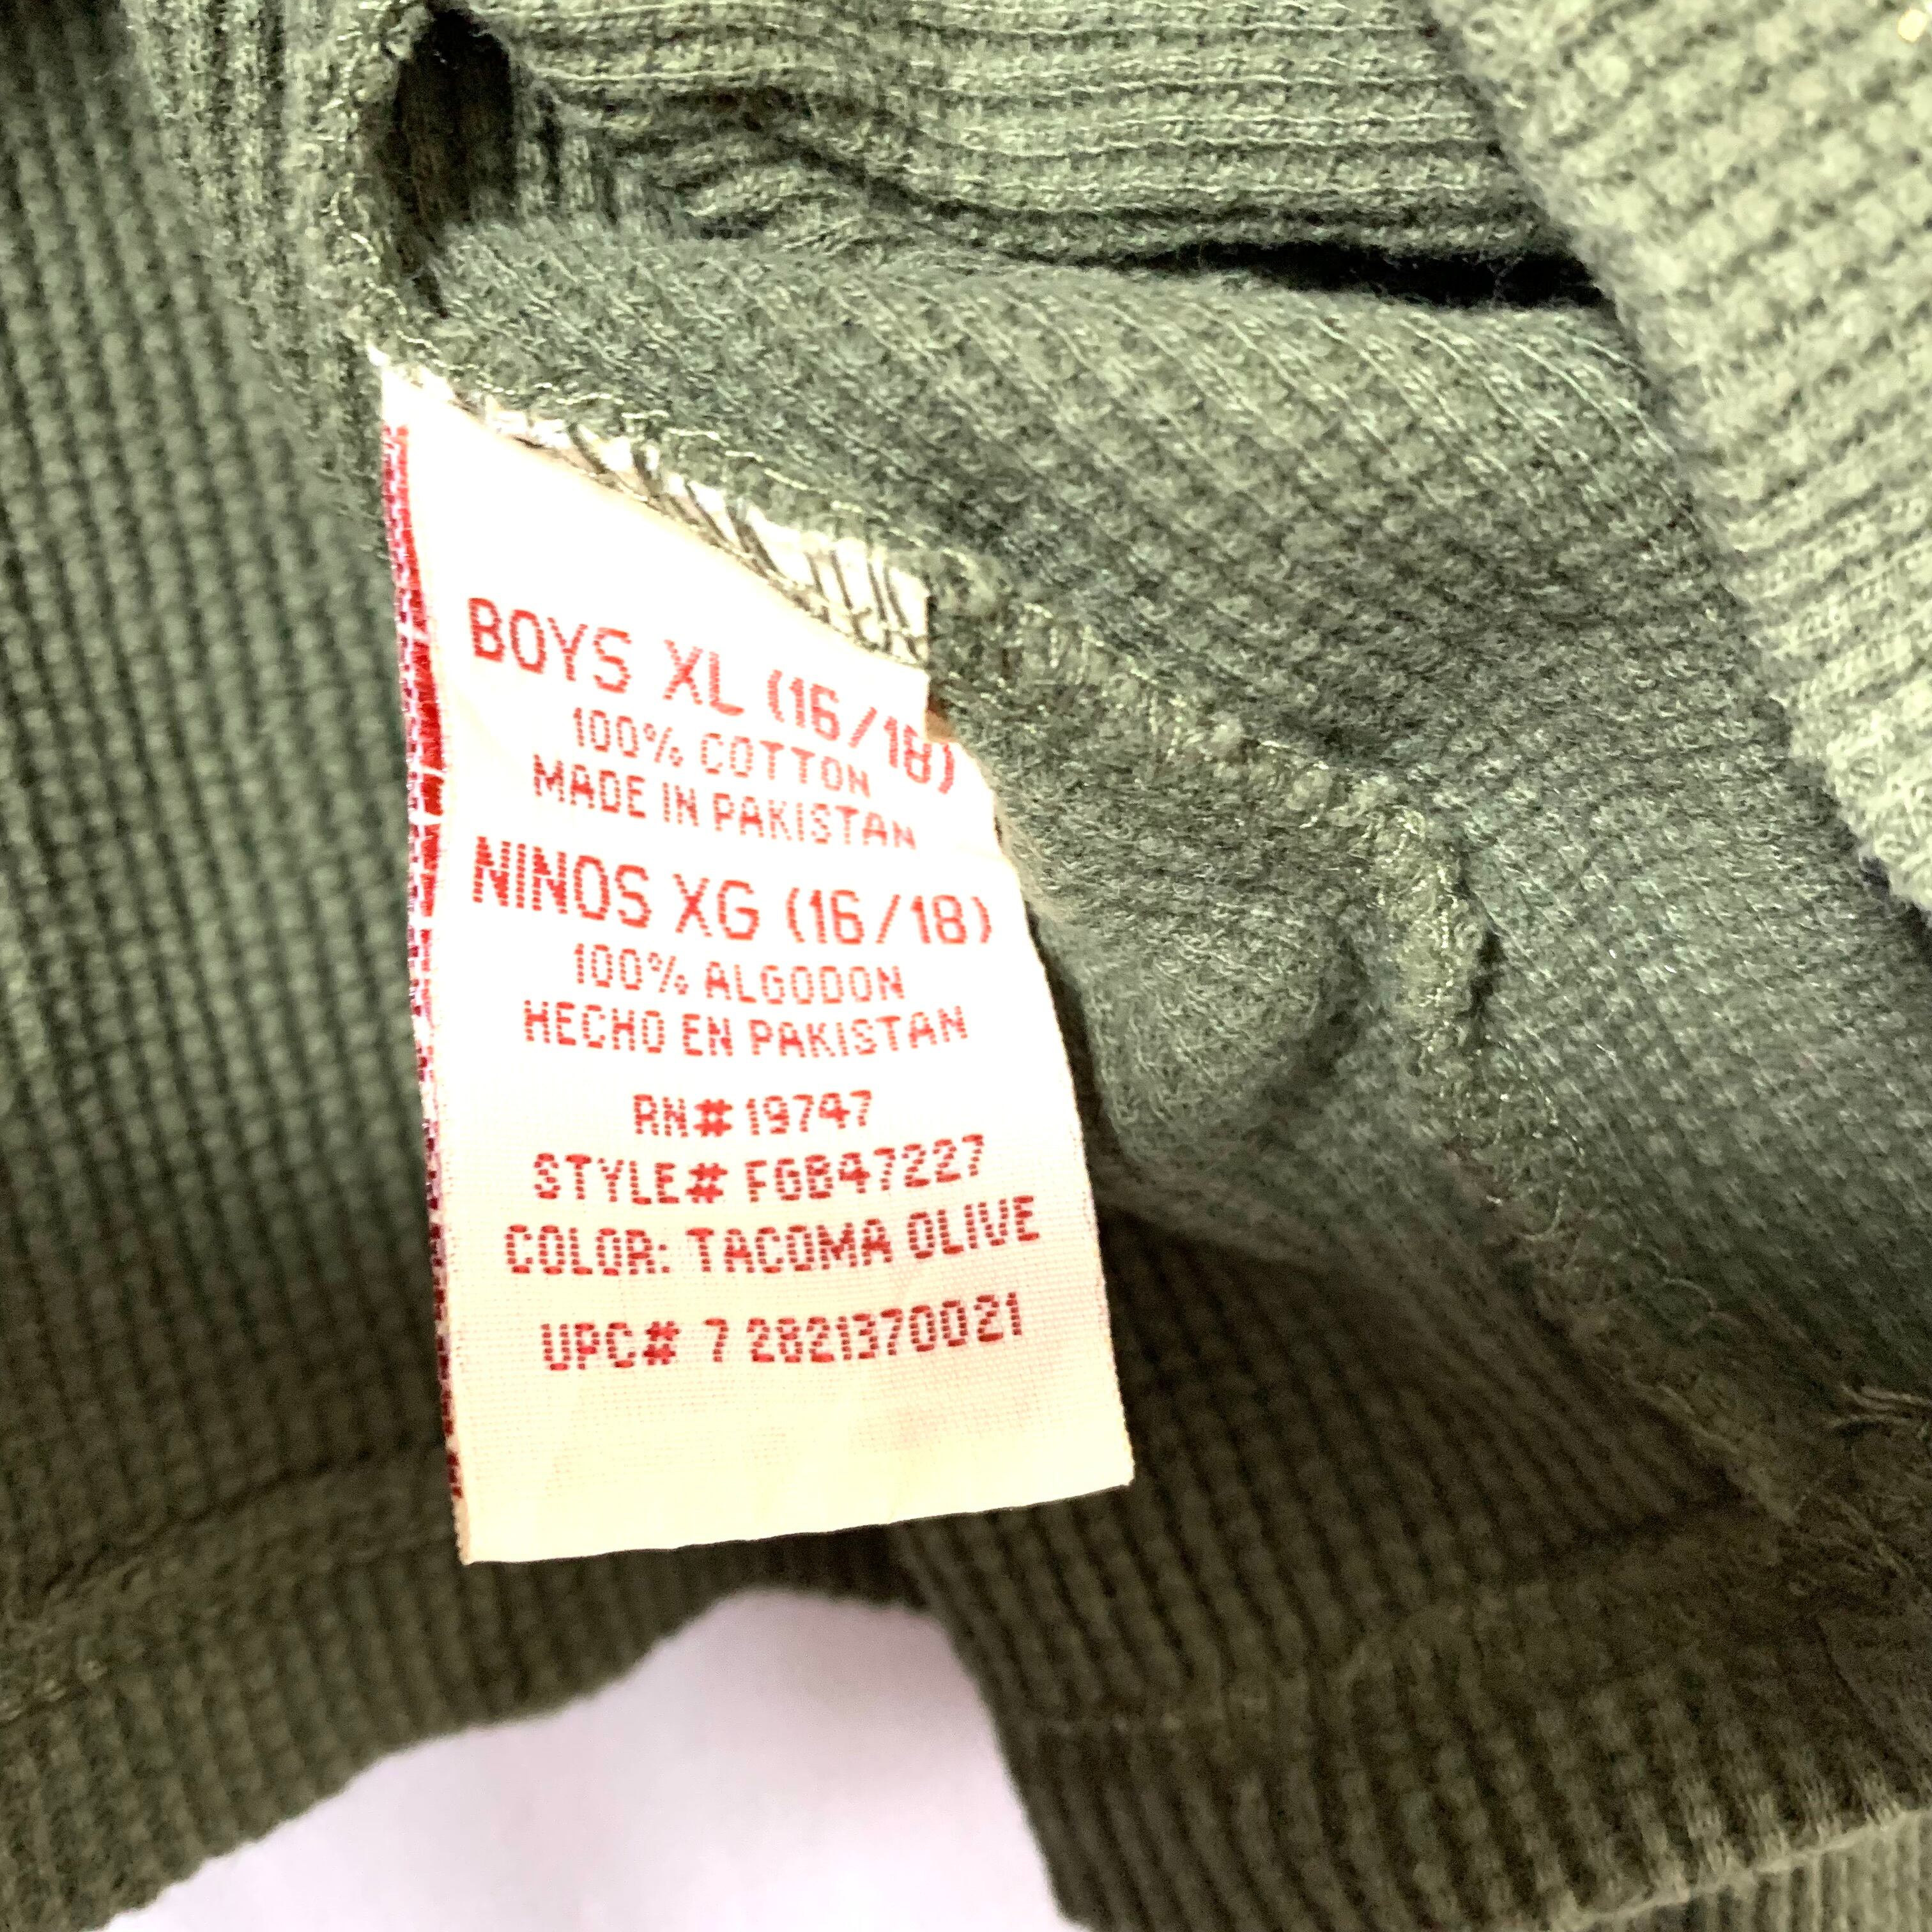 BOYS XL (16/18)
100% COTTON
MADE IN PAKISTAN
NINOS XG (16/18)
100% ALGODON
HECHO EN PAKISTAN
RN# 19747
STYLE# FGB47227
COLOR: TACOMA OLIVE
UPC# 7 2821370021